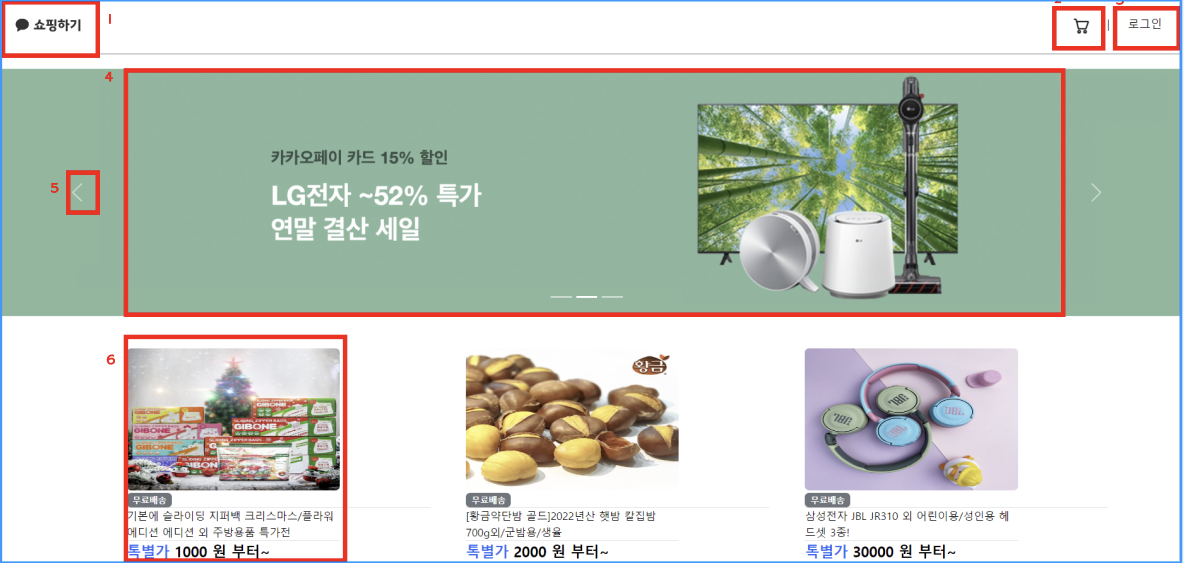 쇼핑하기
1
|
로그인
4
카카오페이 카드 15% 할인
LG전자 ~52% 특가
연말 결산 세일
5
6
GIBONE
GIBONE
GIBONE
GIBONE
황금
JBL
JBL
JBL
JBL
무료배송
기본에 슬라이딩 지퍼백 크리스마스/플라워
에디션 에디션 외 주방용품 특가전
톡별가 1000 원 부터~
무료배송
[황금약단밤 골드]2022년산 햇밤 칼집밤
700g외/군밤용/생율
톡별가 2000 원 부터~
무료배송
삼성전자 JBL JR310 외 어린이용/성인용 헤
드셋 3종!
톡별가 30000 원 부터~